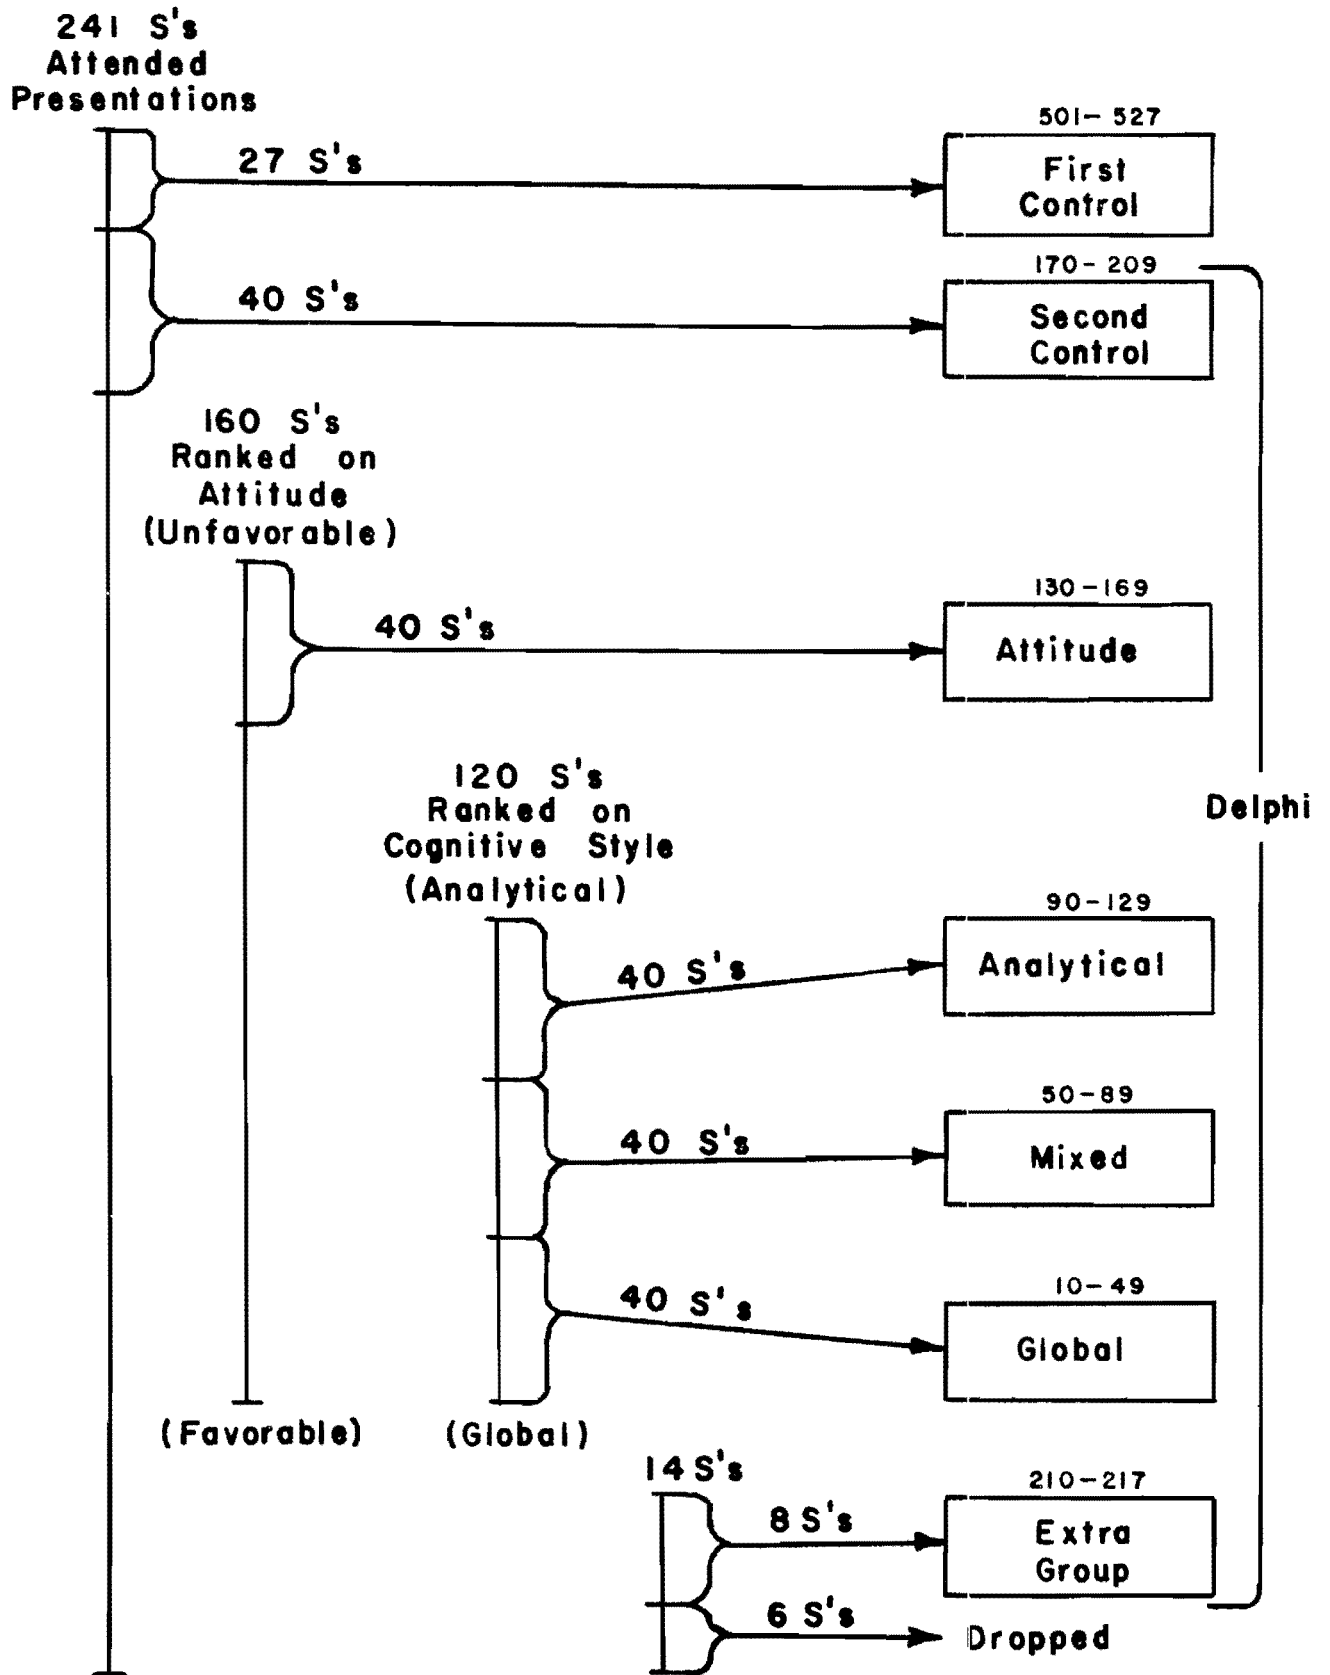 241 S's
Attended
Presentations
27 S's
501-527
First
Control
40 S's
170-209
Second
Control
160 S's
Ranked on
Attitude
(Unfavorable)
40 S's
130-169
Attitude
120 S's
Ranked on
Cognitive Style
(Analytical)
Delphi
40 S's
90-129
Analytical
40 S's
50-89
Mixed
40 S's
10-49
Global
(Favorable)
(Global)
14 S's
8 S's
210-217
Extra
Group
6 S's
Dropped